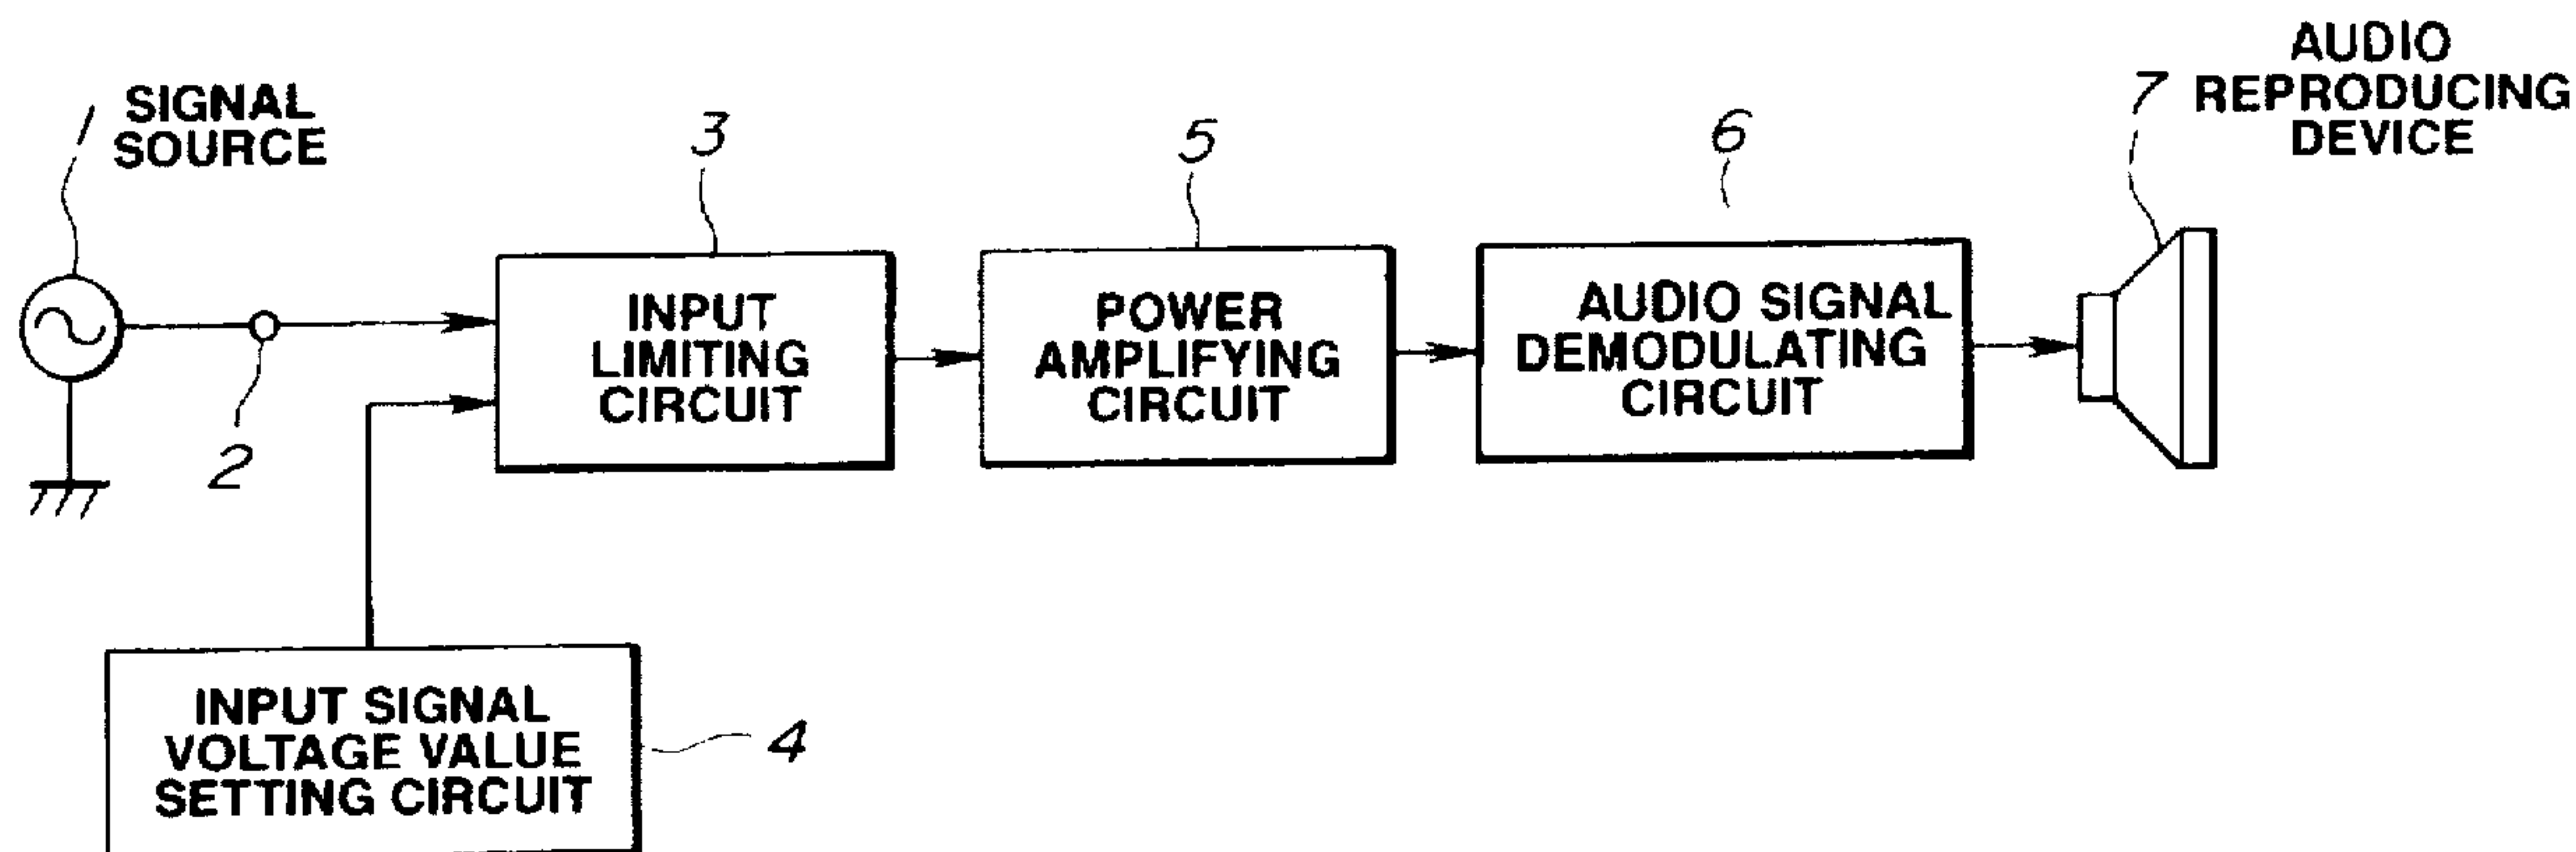 1
SIGNAL
SOURCE
2
3
INPUT
LIMITING
CIRCUIT
INPUT SIGNAL
VOLTAGE VALUE
SETTING CIRCUIT
4
5
POWER
AMPLIFYING
CIRCUIT
6
AUDIO SIGNAL
DEMODULATING
CIRCUIT
7
AUDIO
REPRODUCING
DEVICE